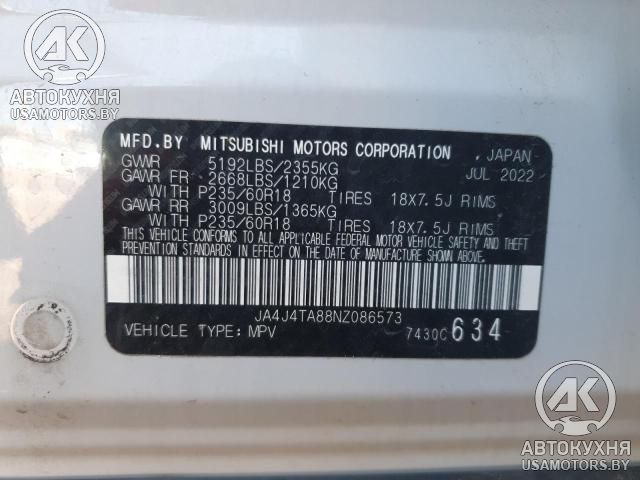 AK
АВТОКУХНЯ
USAMOTORS.BY
MFD.BY MITSUBISHI MOTORS CORPORATION , JAPAN
GWVR 5192LBS/2355KG JUL 2022
GAWR FR 2668LBS/1210KG
WITH P235/60R18 TIRES 18X7.5J RIMS
GAWR RR 3009LBS/1365KG
WITH P235/60R18 TIRES 18X7.5J RIMS
THIS VEHICLE CONFORMS TO ALL APPLICABLE FEDERAL MOTOR VEHICLE SAFETY AND THEFT
PREVENTION STANDARDS IN EFFECT ON THE DATE OF MANUFACTURE SHOWN ABOVE.
JA4J4TA88NZ086573
VEHICLE TYPE: MPV 7430C 634
AK
АВТОКУХНЯ
USAMOTORS.BY